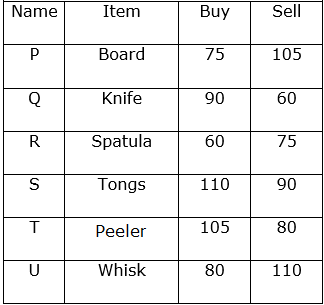 Name Item Buy Sell
P Board 75 105
Q Knife 90 60
R Spatula 60 75
S Tongs 110 90
T Peeler 105 80
U Whisk 80 110